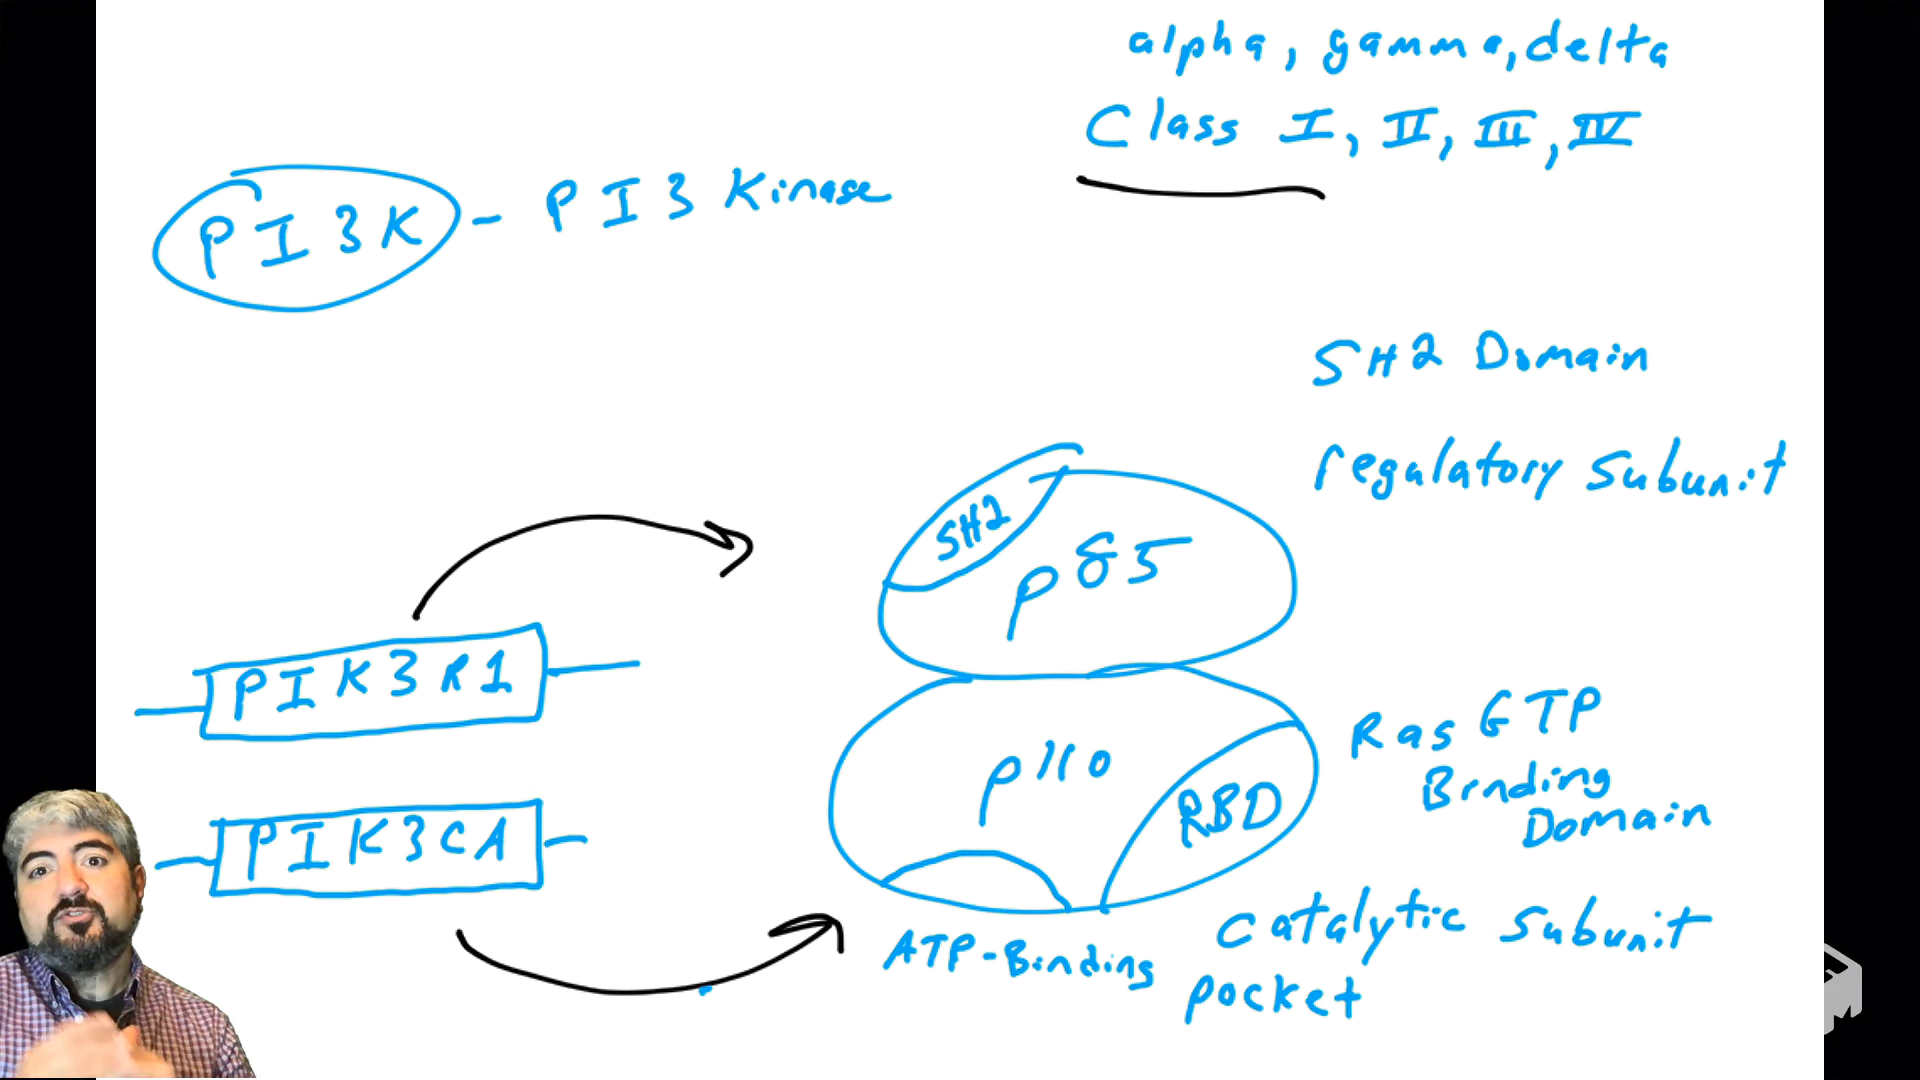 alpha, gamma, delta
Class I, II, III, IV
PI3K - PI3 Kinase
SH2 Domain
regulatory subunit
SH2
p85
PIK3R1
p110
Ras GTP
Binding
Domain
RBD
PIK3CA
Catalytic subunit
ATP-Binding
pocket